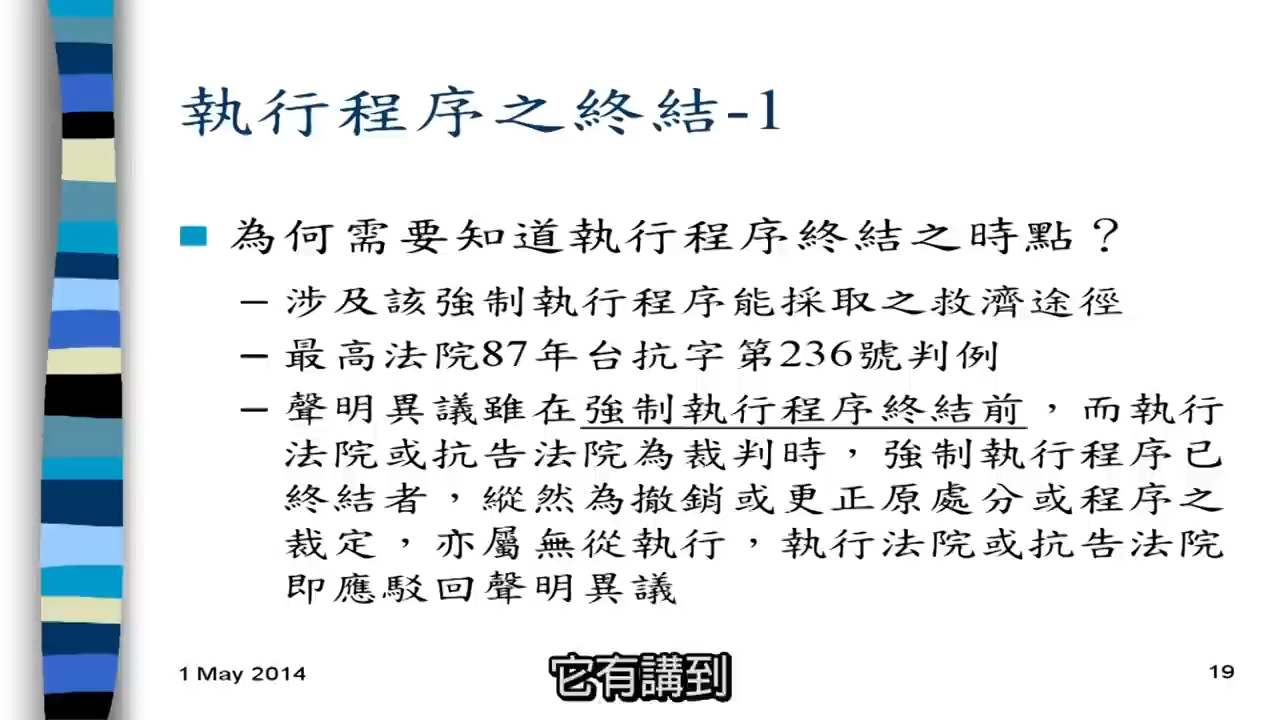 執行程序之終結-1
為何需要知道執行程序終結之時點？
– 涉及該強制執行程序能採取之救濟途徑
– 最高法院87年台抗字第236號判例
– 聲明異議雖在強制執行程序終結前，而執行
法院或抗告法院為裁判時，強制執行程序已
終結者，縱然為撤銷或更正原處分或程序之
裁定，亦屬無從執行，執行法院或抗告法院
即應駁回聲明異議
1 May 2014
它有講到
19